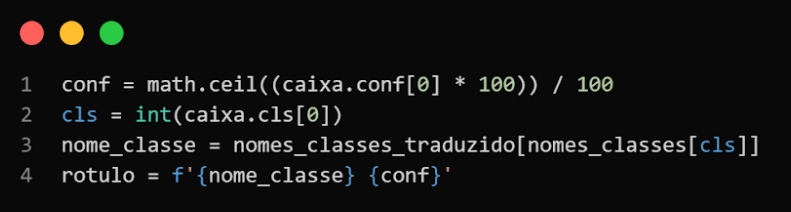 1 conf = math.ceil((caixa.conf[0] * 100)) / 100
2 cls = int(caixa.cls[0])
3 nome_classe = nomes_classes_traduzido[nomes_classes[cls]]
4 rotulo = f'{nome_classe} {conf}'